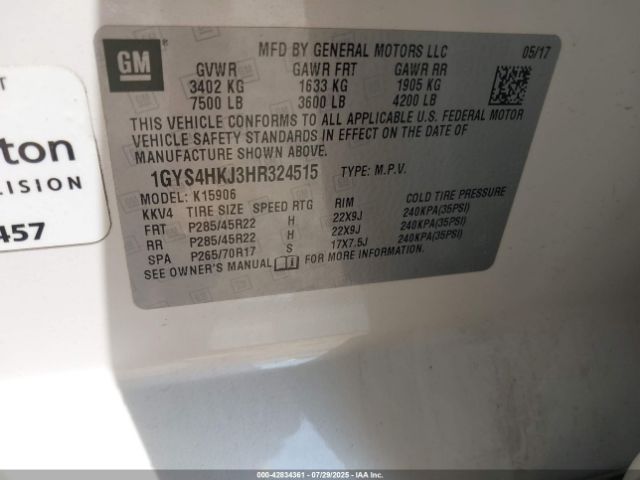 GM
MFD BY GENERAL MOTORS LLC 05/17
GVWR GAWR FRT GAWR RR
3402 KG 1633 KG 1905 KG
7500 LB 3600 LB 4200 LB
THIS VEHICLE CONFORMS TO ALL APPLICABLE U.S. FEDERAL MOTOR
VEHICLE SAFETY STANDARDS IN EFFECT ON THE DATE OF
MANUFACTURE SHOWN ABOVE.
1GYS4HKJ3HR324515 TYPE: M.P.V.
MODEL: K15906
KKV4 TIRE SIZE SPEED RTG RIM COLD TIRE PRESSURE
FRT P285/45R22 H 22X9J 240KPA(35PSI)
RR P285/45R22 H 22X9J 240KPA(35PSI)
SPA P265/70R17 S 17X7.5J 240KPA(35PSI)
SEE OWNER'S MANUAL FOR MORE INFORMATION.
T
ton
LISION
457
000-42834361 - 07/29/2025 - IAAI.COM